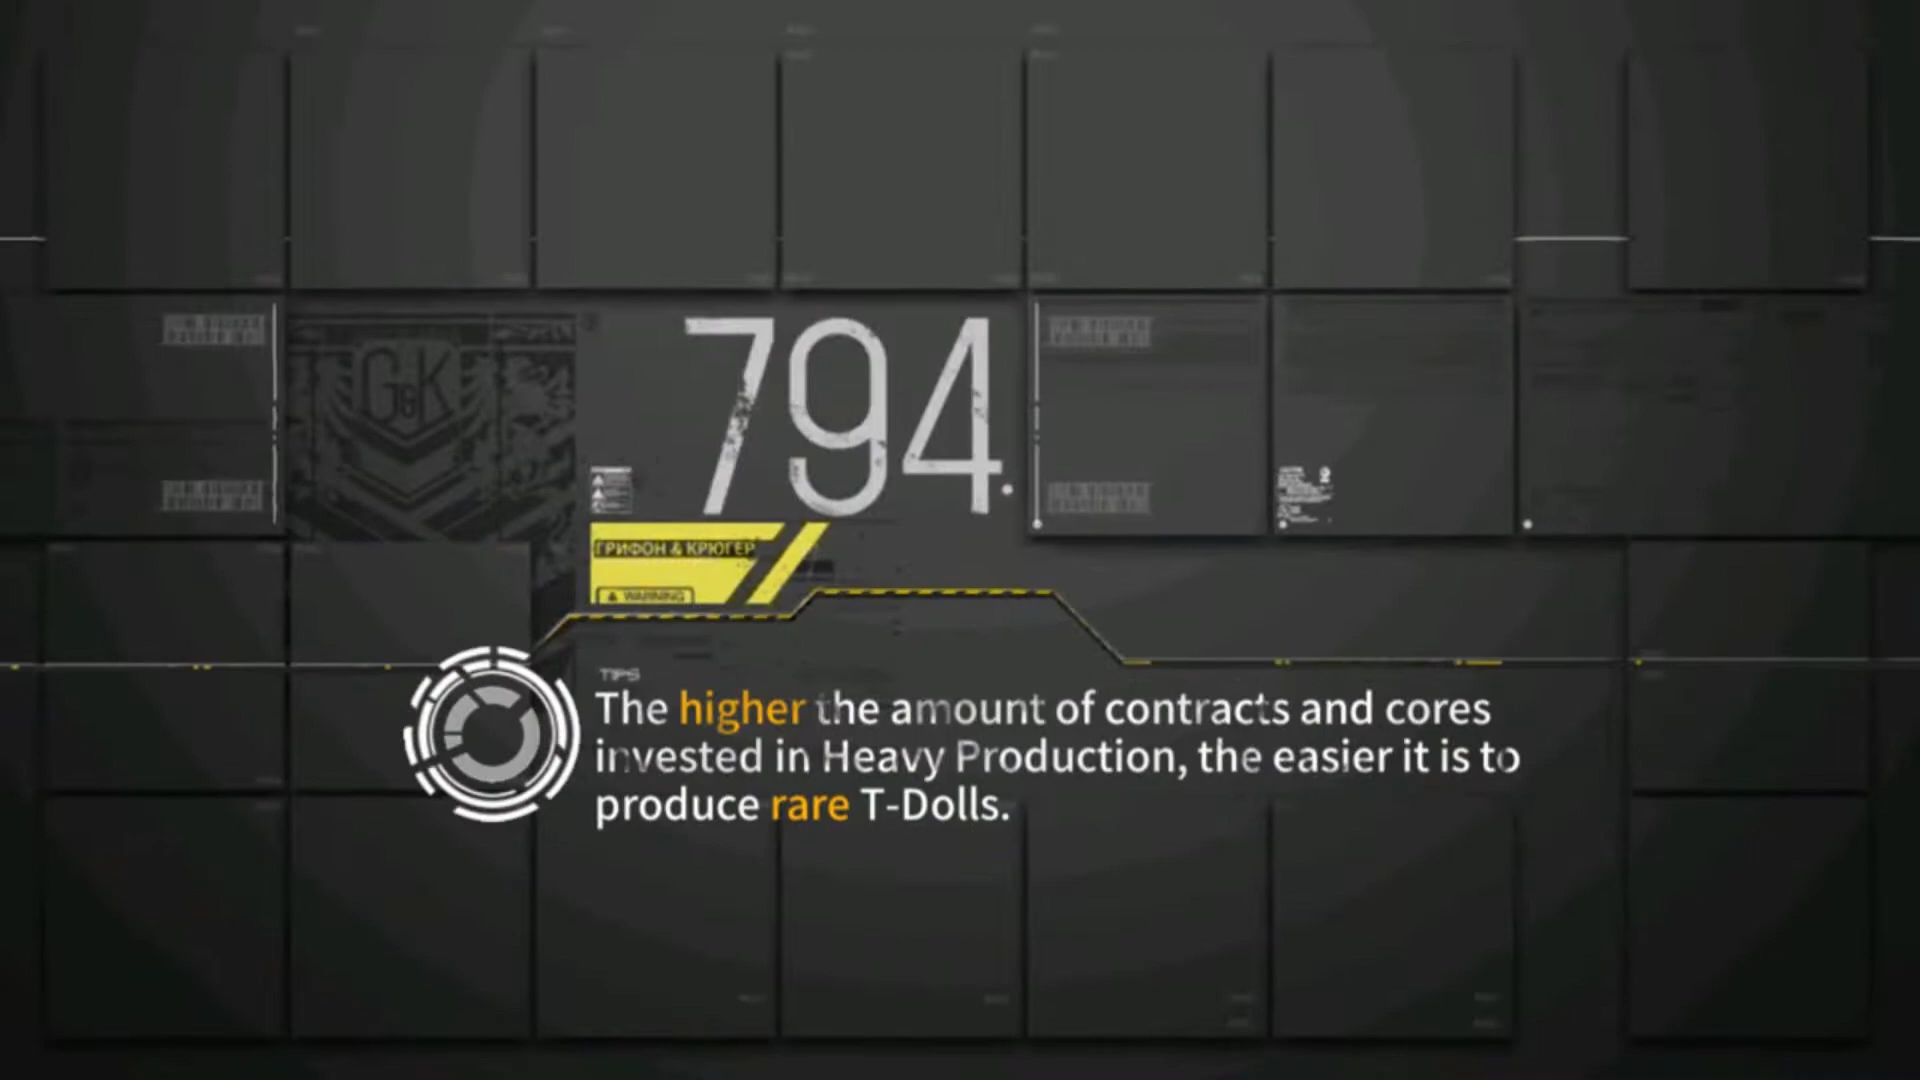 794.
G&K
ГРИФОН & КРЮГЕР
WARNING
TIPS
The higher the amount of contracts and cores
invested in Heavy Production, the easier it is to
produce rare T-Dolls.